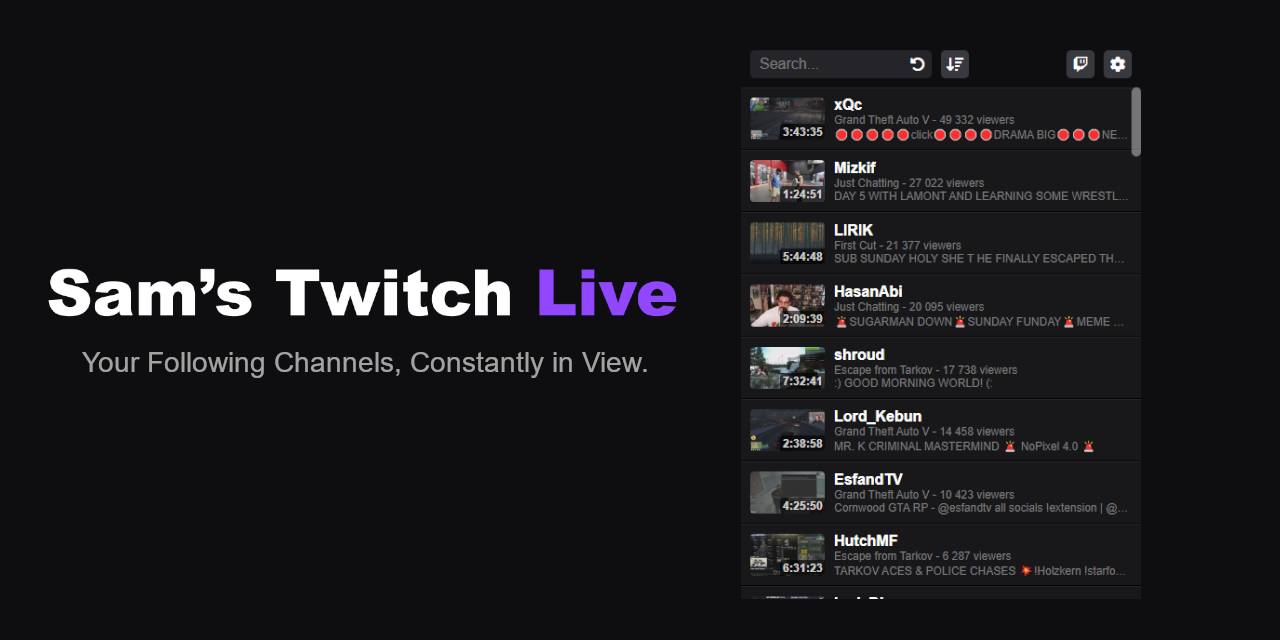 Sam’s Twitch Live
Your Following Channels, Constantly in View.
Search...
xQc
Grand Theft Auto V - 49 332 viewers
🔴🔴🔴🔴🔴click🔴🔴🔴🔴DRAMA BIG🔴🔴🔴NE...
3:43:35
Mizkif
Just Chatting - 27 022 viewers
DAY 5 WITH LAMONT AND LEARNING SOME WRESTL...
1:24:51
LIRIK
First Cut - 21 377 viewers
SUB SUNDAY HOLY SHE T HE FINALLY ESCAPED TH...
5:44:48
HasanAbi
Just Chatting - 20 095 viewers
🚨SUGARMAN DOWN🚨SUNDAY FUNDAY🚨MEME ...
2:09:39
shroud
Escape from Tarkov - 17 738 viewers
:) GOOD MORNING WORLD! (:
7:32:41
Lord_Kebun
Grand Theft Auto V - 14 458 viewers
MR. K CRIMINAL MASTERMIND 🚨 NoPixel 4.0 🚨
2:38:58
EsfandTV
Grand Theft Auto V - 10 423 viewers
Cornwood GTA RP - @esfandtv all socials !extension | @...
4:25:50
HutchMF
Escape from Tarkov - 6 287 viewers
TARKOV ACES & POLICE CHASES 💥!Holzkern !starfo...
6:31:23